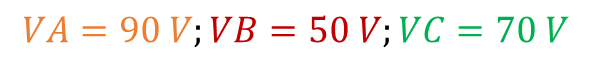 VA = 90 V; VB = 50 V; VC = 70 V